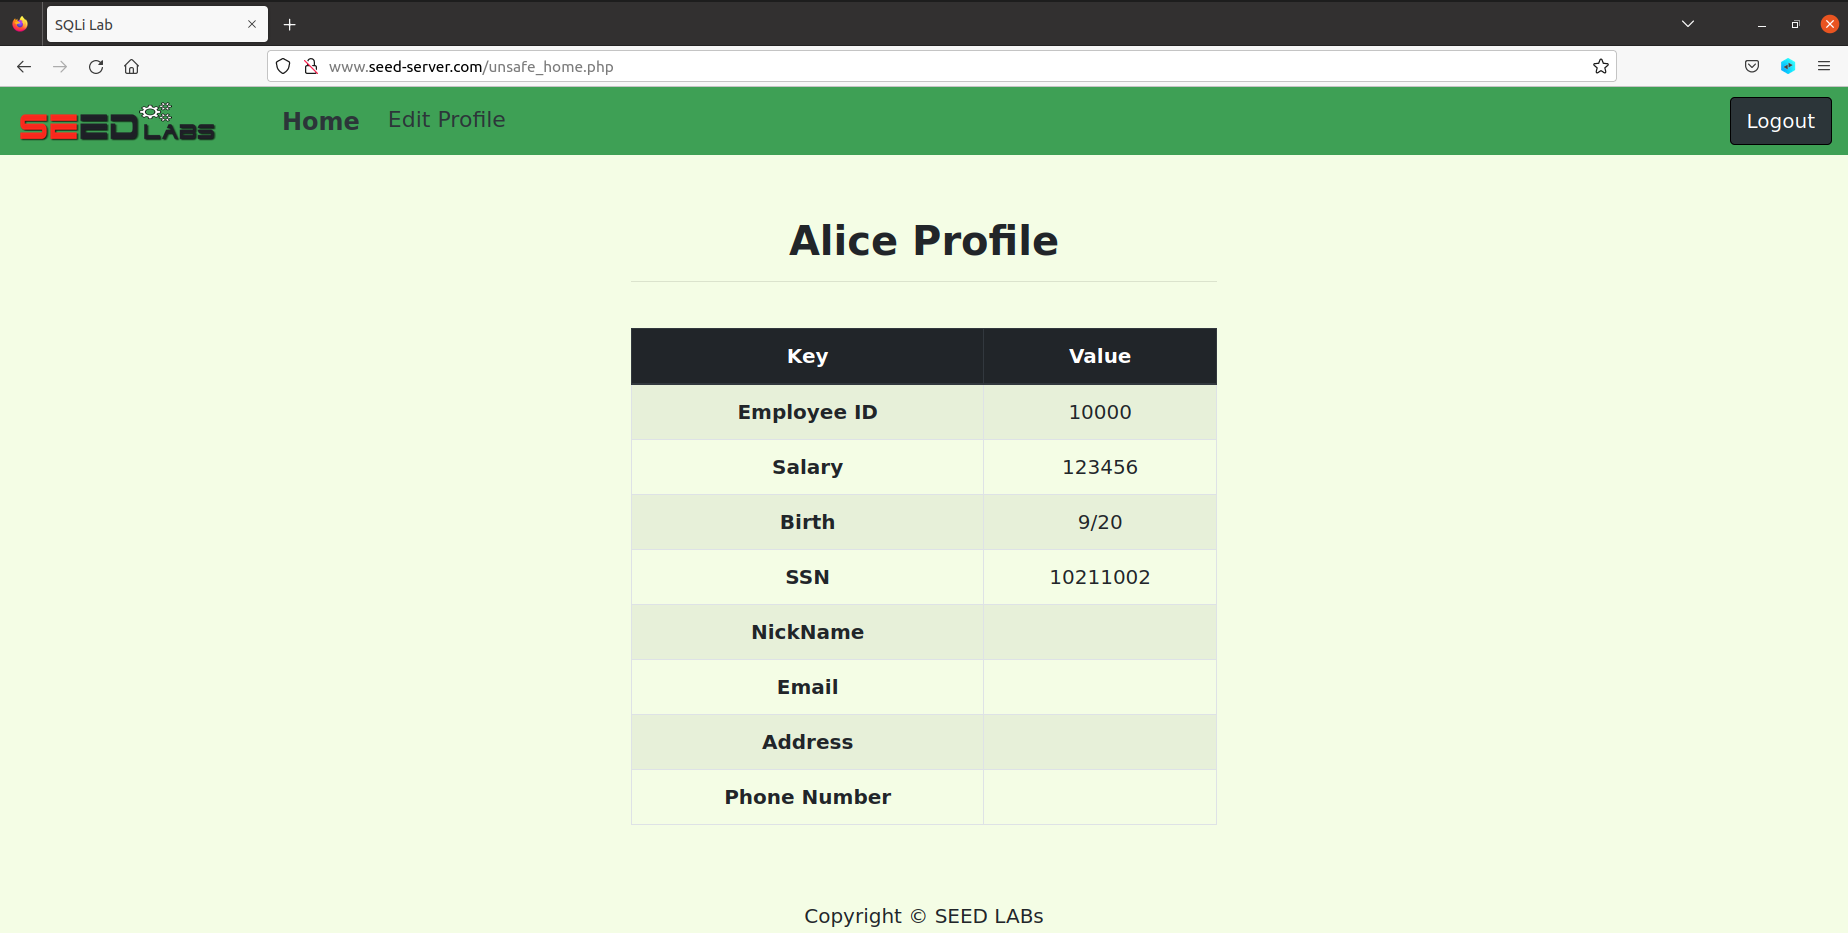 SQLi Lab
www.seed-server.com/unsafe_home.php
SEED LABS
Home
Edit Profile
Logout
Alice Profile
Key Value
Employee ID 10000
Salary 123456
Birth 9/20
SSN 10211002
NickName
Email
Address
Phone Number
Copyright © SEED LABs